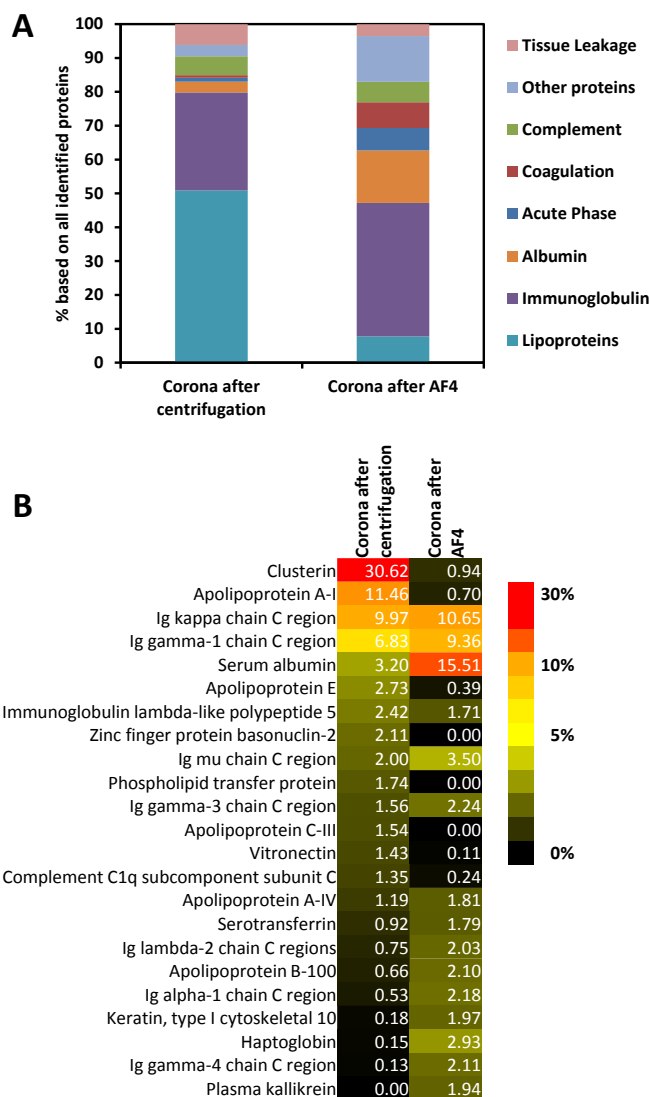 A
% based on all identified proteins
100
90
80
70
60
50
40
30
20
10
0
Corona after
centrifugation
Corona after AF4
Tissue Leakage
Other proteins
Complement
Coagulation
Acute Phase
Albumin
Immunoglobulin
Lipoproteins
B
Corona after
centrifugation
Corona after
AF4
Clusterin 30.62 0.94
Apolipoprotein A-I 11.46 0.70
Ig kappa chain C region 9.97 10.65
Ig gamma-1 chain C region 6.83 9.36
Serum albumin 3.20 15.51
Apolipoprotein E 2.73 0.39
Immunoglobulin lambda-like polypeptide 5 2.42 1.71
Zinc finger protein basonuclin-2 2.11 0.00
Ig mu chain C region 2.00 3.50
Phospholipid transfer protein 1.74 0.00
Ig gamma-3 chain C region 1.56 2.24
Apolipoprotein C-III 1.54 0.00
Vitronectin 1.43 0.11
Complement C1q subcomponent subunit C 1.35 0.24
Apolipoprotein A-IV 1.19 1.81
Serotransferrin 0.92 1.79
Ig lambda-2 chain C regions 0.75 2.03
Apolipoprotein B-100 0.66 2.10
Ig alpha-1 chain C region 0.53 2.18
Keratin, type I cytoskeletal 10 0.18 1.97
Haptoglobin 0.15 2.93
Ig gamma-4 chain C region 0.13 2.11
Plasma kallikrein 0.00 1.94
30%
10%
5%
0%